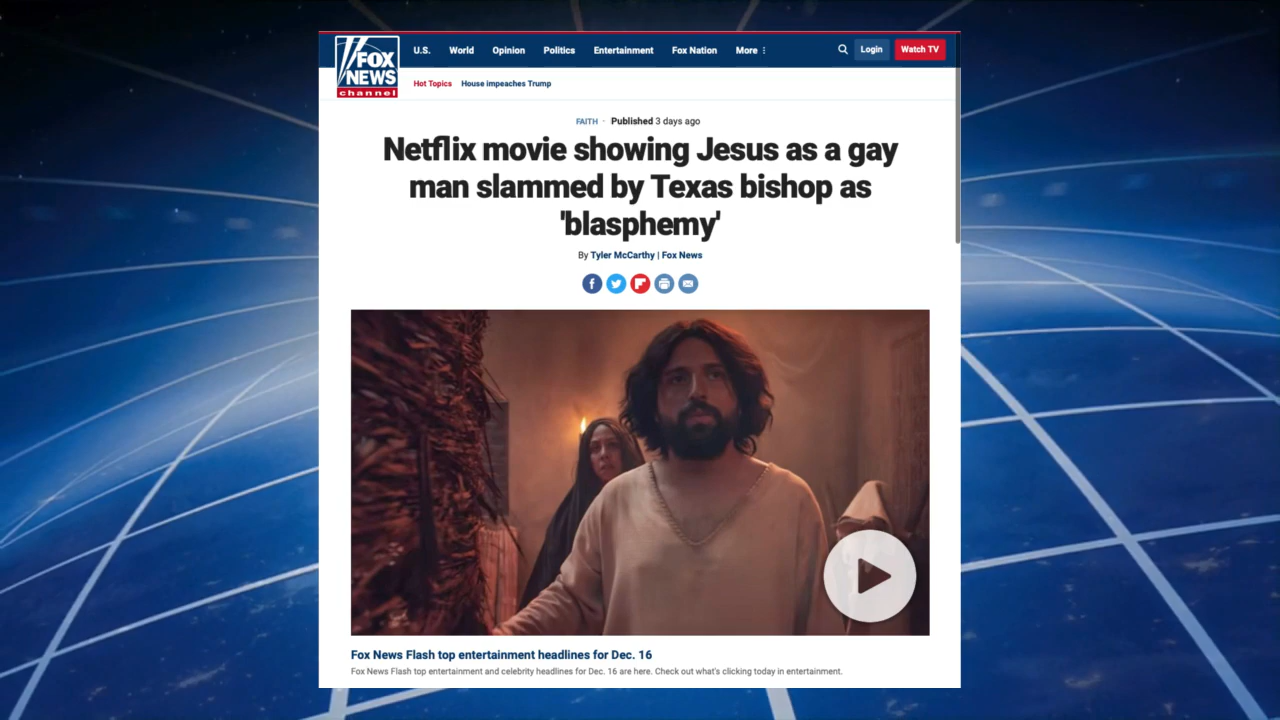 FOX
NEWS
channel
U.S. World Opinion Politics Entertainment Fox Nation More Login Watch TV
Hot Topics House impeaches Trump
FAITH · Published 3 days ago
Netflix movie showing Jesus as a gay
man slammed by Texas bishop as
'blasphemy'
By Tyler McCarthy | Fox News
Fox News Flash top entertainment headlines for Dec. 16
Fox News Flash top entertainment and celebrity headlines for Dec. 16 are here. Check out what's clicking today in entertainment.